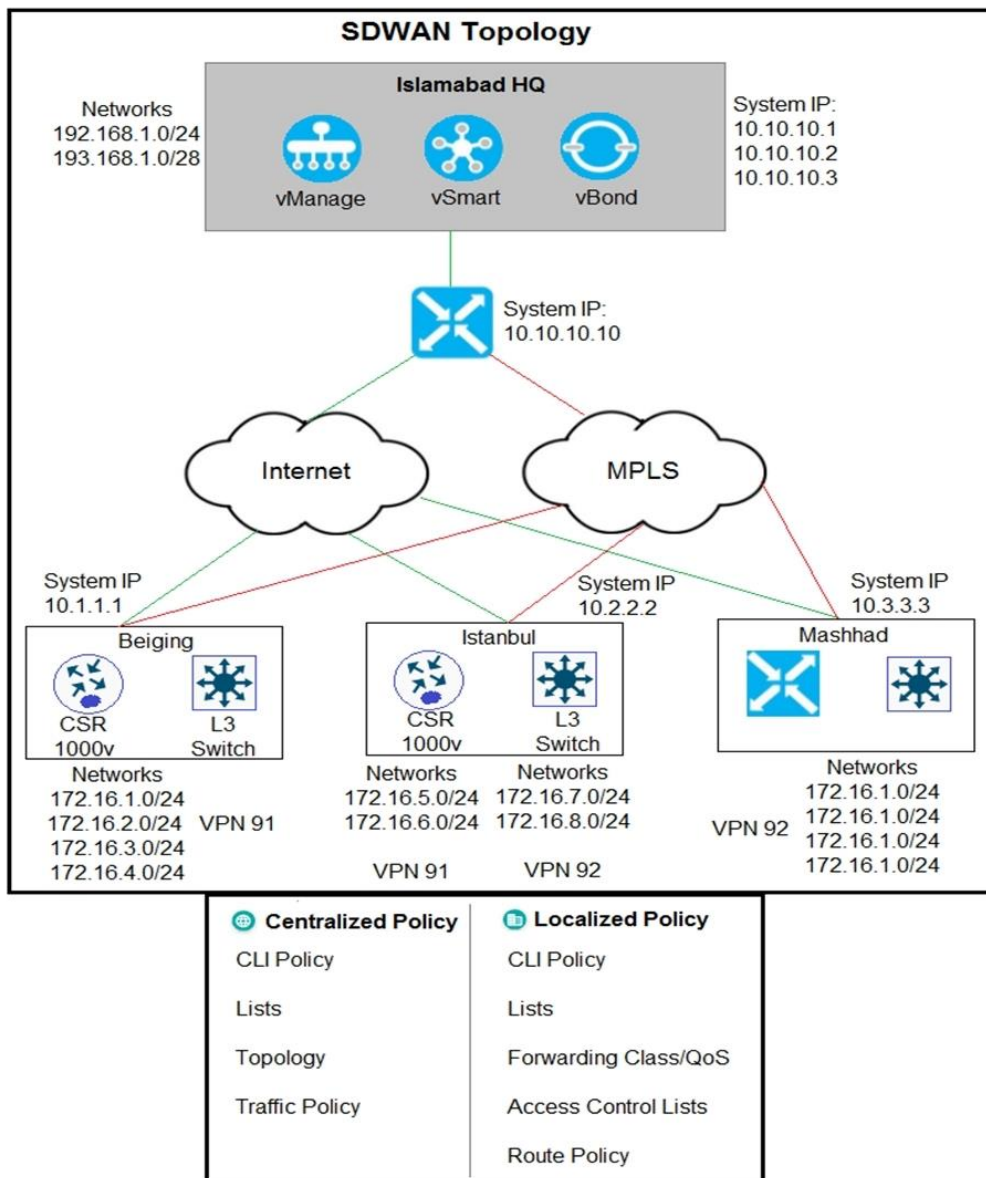 SDWAN Topology
Islamabad HQ
Networks
192.168.1.0/24
193.168.1.0/28
vManage
vSmart
vBond
System IP:
10.10.10.1
10.10.10.2
10.10.10.3
System IP:
10.10.10.10
Internet
MPLS
System IP
10.1.1.1
Beiging
CSR
1000v
L3
Switch
Networks
172.16.1.0/24
172.16.2.0/24
172.16.3.0/24
172.16.4.0/24
VPN 91
System IP
10.2.2.2
Istanbul
CSR
1000v
L3
Switch
Networks
172.16.5.0/24
172.16.6.0/24
VPN 91
Networks
172.16.7.0/24
172.16.8.0/24
VPN 92
System IP
10.3.3.3
Mashhad
VPN 92
Networks
172.16.1.0/24
172.16.1.0/24
172.16.1.0/24
172.16.1.0/24
Centralized Policy
CLI Policy
Lists
Topology
Traffic Policy
Localized Policy
CLI Policy
Lists
Forwarding Class/QoS
Access Control Lists
Route Policy